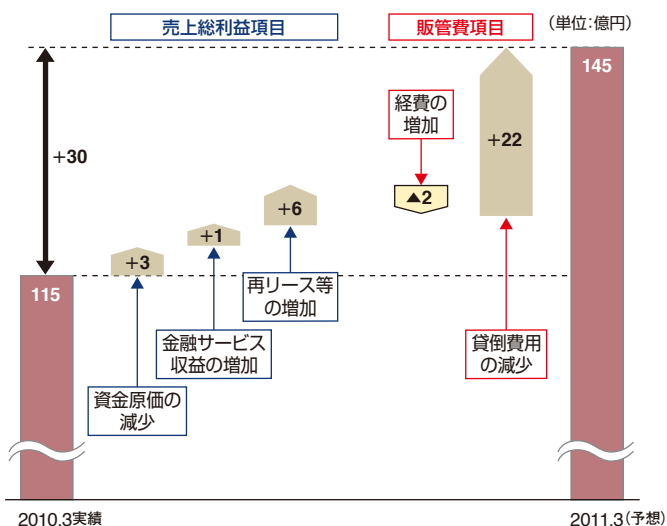 売上総利益項目
販管費項目
(単位:億円)
145
経費の
増加
+22
+30
▲2
+6
+1
+3
115
再リース等
の増加
金融サービス
収益の増加
貸倒費用
の減少
資金原価の
減少
2010.3実績
2011.3(予想)